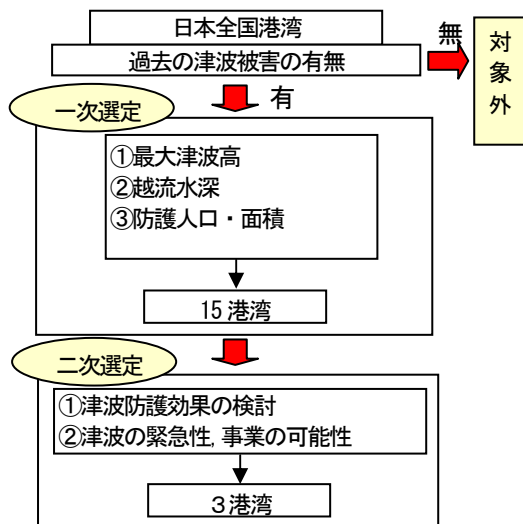 日本全国港湾
過去の津波被害の有無
無
対象外
有
一次選定
①最大津波高
②越流水深
③防護人口・面積
15港湾
二次選定
①津波防護効果の検討
②津波の緊急性,事業の可能性
3港湾